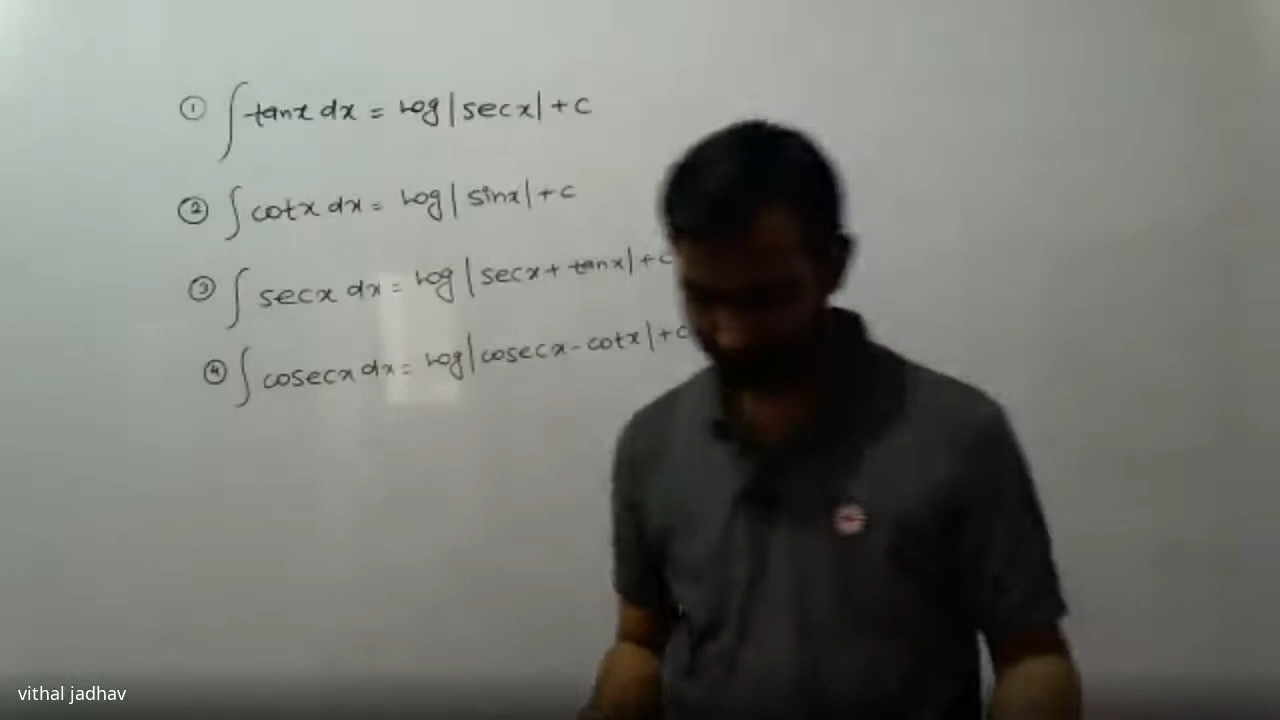 ① ∫ tanx dx = log|secx| + c
② ∫ cotx dx = log|sinx| + c
③ ∫ secx dx = log|secx + tanx| + c
④ ∫ cosecx dx = log|cosecx - cotx| + c
vithal jadhav